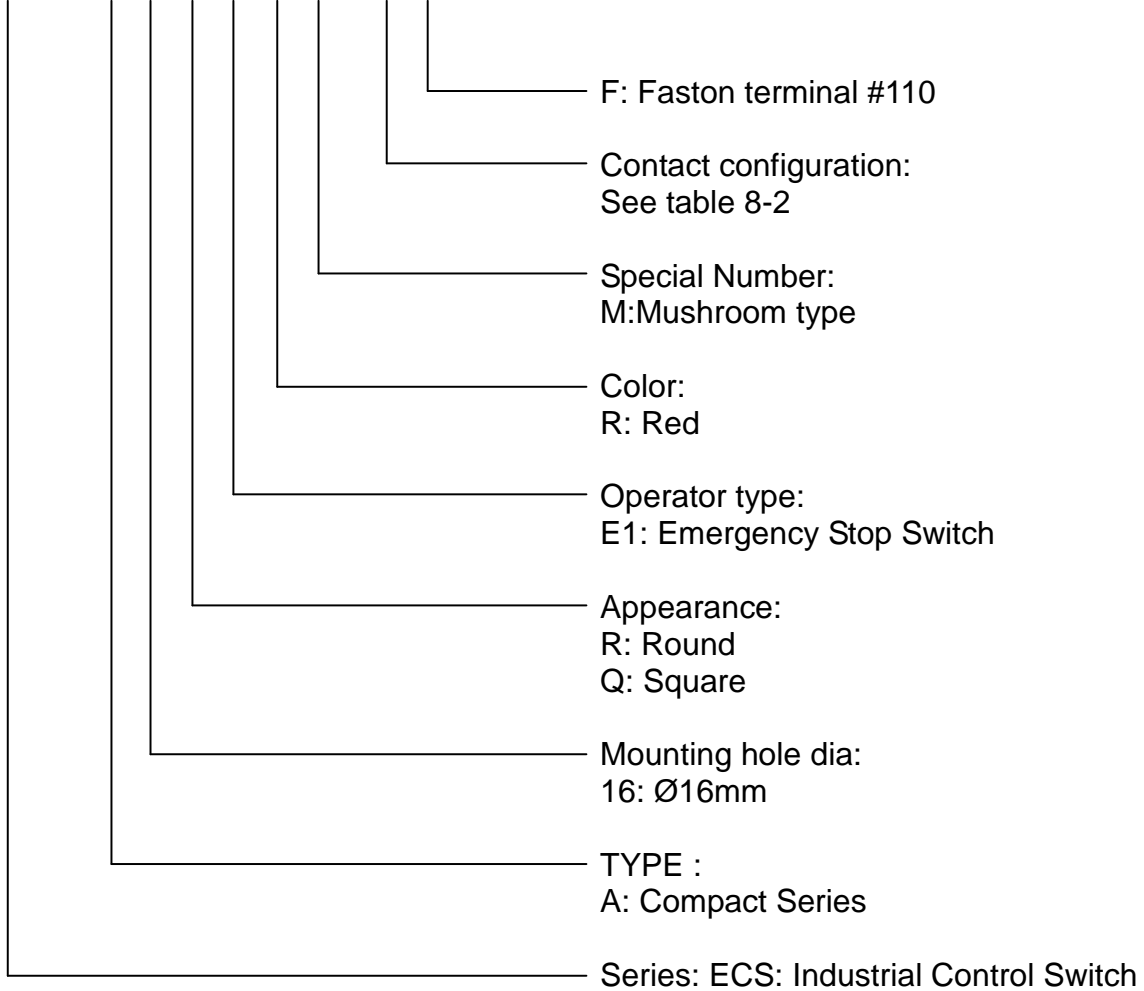 F: Faston terminal #110
Contact configuration:
See table 8-2
Special Number:
M:Mushroom type
Color:
R: Red
Operator type:
E1: Emergency Stop Switch
Appearance:
R: Round
Q: Square
Mounting hole dia:
16: Ø16mm
TYPE :
A: Compact Series
Series: ECS: Industrial Control Switch